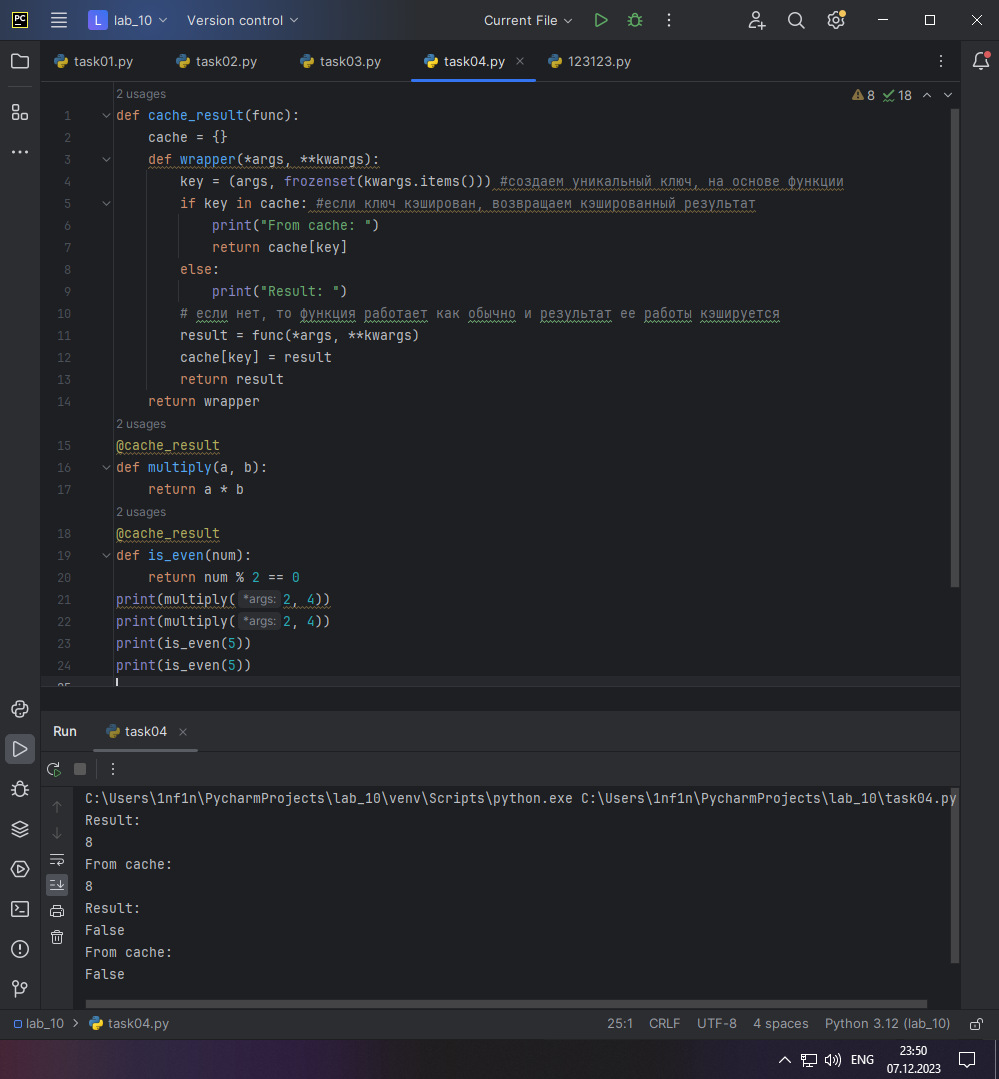 PC L lab_10 Version control Current File
task01.py task02.py task03.py task04.py 123123.py
2 usages 8 18
1 def cache_result(func):
2 cache = {}
3 def wrapper(*args, **kwargs):
4 key = (args, frozenset(kwargs.items())) #создаем уникальный ключ, на основе функции
5 if key in cache: #если ключ кэширован, возвращаем кэшированный результат
6 print("From cache: ")
7 return cache[key]
8 else:
9 print("Result: ")
10 # если нет, то функция работает как обычно и результат ее работы кэшируется
11 result = func(*args, **kwargs)
12 cache[key] = result
13 return result
14 return wrapper
2 usages
15 @cache_result
16 def multiply(a, b):
17 return a * b
2 usages
18 @cache_result
19 def is_even(num):
20 return num % 2 == 0
21 print(multiply( *args: 2, 4))
22 print(multiply( *args: 2, 4))
23 print(is_even(5))
24 print(is_even(5))
25
Run task04
C:\Users\1nf1n\PycharmProjects\lab_10\venv\Scripts\python.exe C:\Users\1nf1n\PycharmProjects\lab_10\task04.py
Result:
8
From cache:
8
Result:
False
From cache:
False
lab_10 > task04.py 25:1 CRLF UTF-8 4 spaces Python 3.12 (lab_10)
ENG 23:50
07.12.2023